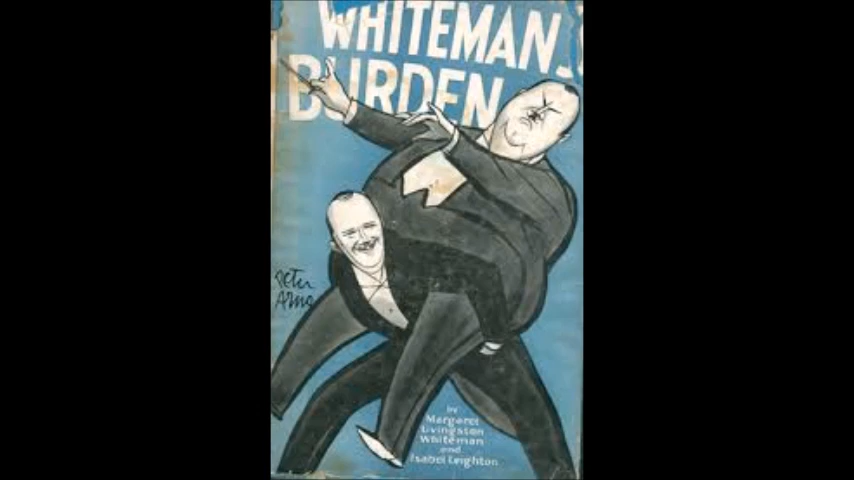 WHITEMAN'S
BURDEN
Peter
Arno
by
Margaret
Livingston
Whiteman
and
Isabel Leighton